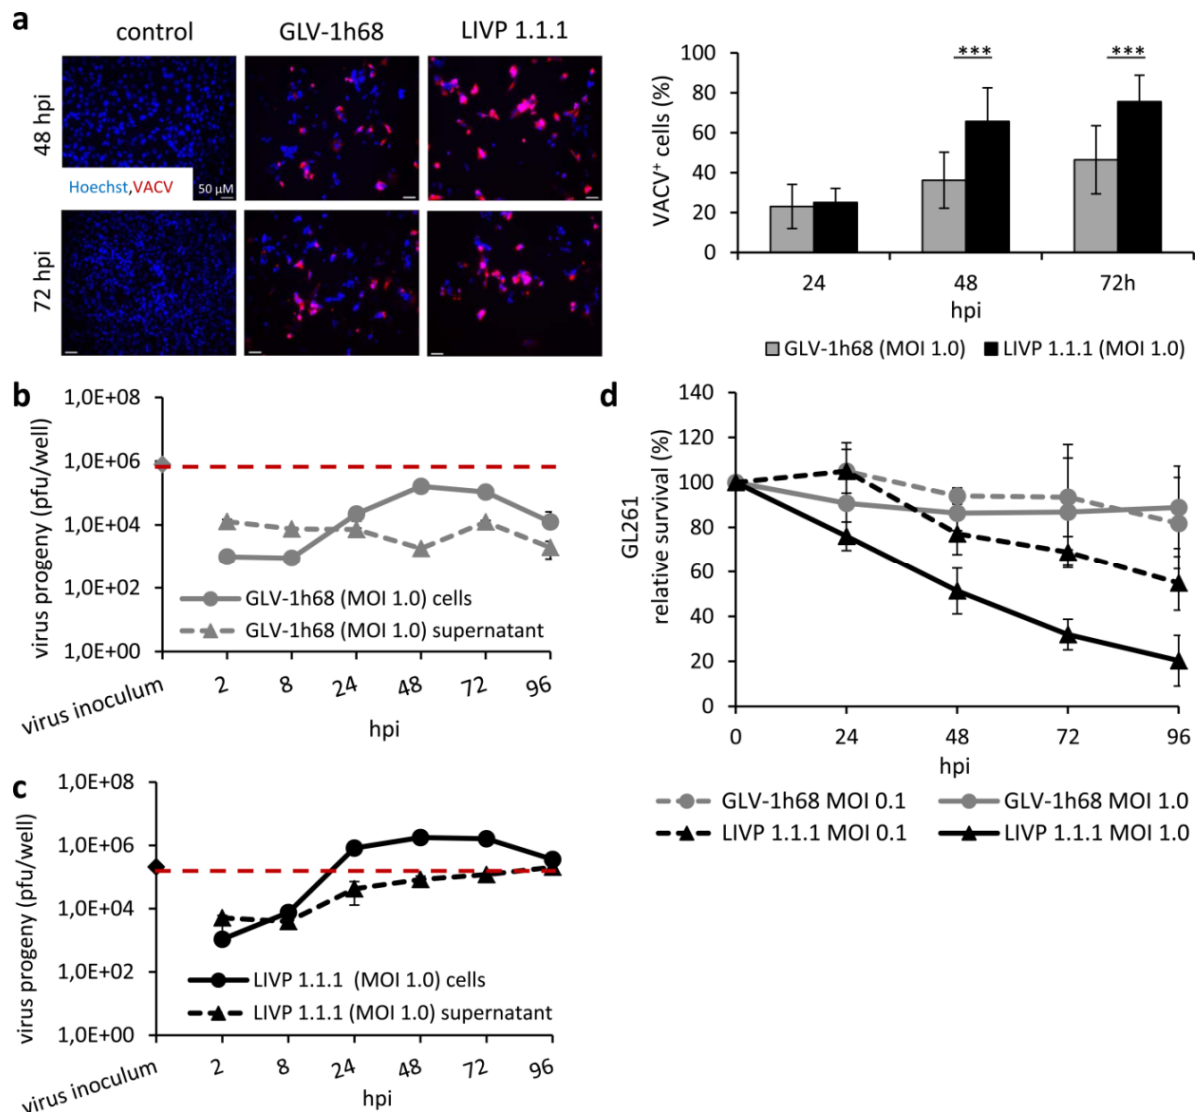 a
control
GLV-1h68
LIVP 1.1.1
48 hpi
Hoechst,VACV
50 µM
72 hpi
VACV⁺ cells (%)
100
80
60
40
20
0
***
***
24
48
72h
hpi
GLV-1h68 (MOI 1.0)
LIVP 1.1.1 (MOI 1.0)
b
virus progeny (pfu/well)
1,0E+08
1,0E+06
1,0E+04
1,0E+02
1,0E+00
GLV-1h68 (MOI 1.0) cells
GLV-1h68 (MOI 1.0) supernatant
virus inoculum
2
8
24
48
72
96
hpi
c
virus progeny (pfu/well)
1,0E+08
1,0E+06
1,0E+04
1,0E+02
1,0E+00
LIVP 1.1.1 (MOI 1.0) cells
LIVP 1.1.1 (MOI 1.0) supernatant
virus inoculum
2
8
24
48
72
96
hpi
d
GL261
relative survival (%)
140
120
100
80
60
40
20
0
0
24
48
72
96
hpi
GLV-1h68 MOI 0.1
GLV-1h68 MOI 1.0
LIVP 1.1.1 MOI 0.1
LIVP 1.1.1 MOI 1.0